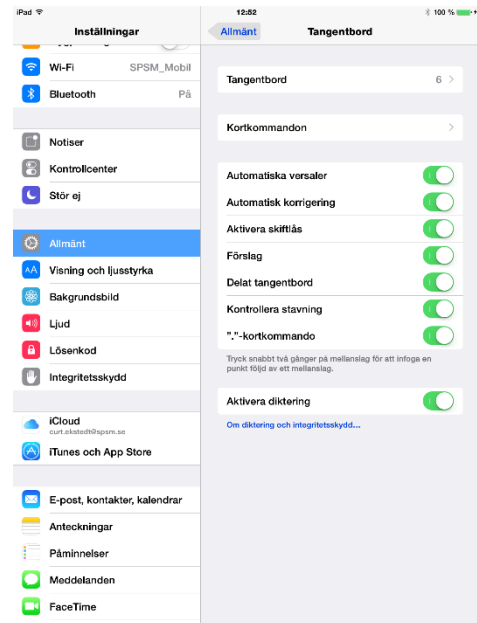 iPad
12:52
100 %
Inställningar
Allmänt
Tangentbord
Wi-Fi
SPSM_Mobil
Bluetooth
På
Notiser
Kontrollcenter
Stör ej
Allmänt
Visning och ljusstyrka
Bakgrundsbild
Ljud
Lösenkod
Integritetsskydd
iCloud
curt.ekstedt@spsm.se
iTunes och App Store
E-post, kontakter, kalendrar
Anteckningar
Påminnelser
Meddelanden
FaceTime
Tangentbord
6
Kortkommandon
Automatiska versaler
Automatisk korrigering
Aktivera skiftlås
Förslag
Delat tangentbord
Kontrollera stavning
"."-kortkommando
Tryck snabbt två gånger på mellanslag för att infoga en
punkt följd av ett mellanslag.
Aktivera diktering
Om diktering och integritetsskydd...